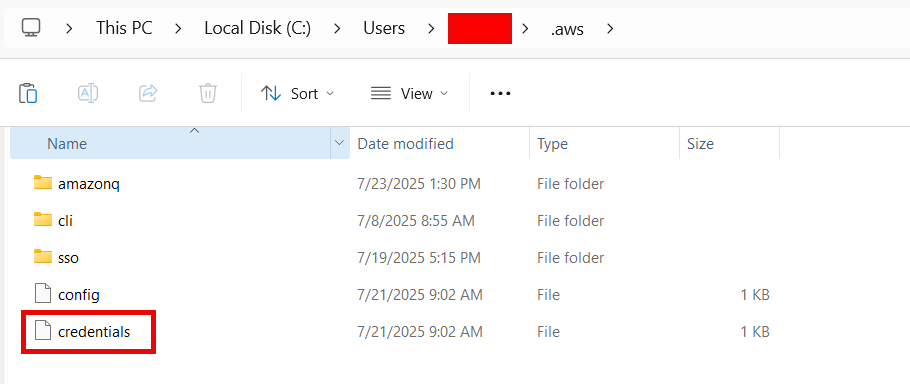 This PC Local Disk (C:) Users .aws
Sort View
Name Date modified Type Size
amazonq 7/23/2025 1:30 PM File folder
cli 7/8/2025 8:55 AM File folder
sso 7/19/2025 5:15 PM File folder
config 7/21/2025 9:02 AM File 1 KB
credentials 7/21/2025 9:02 AM File 1 KB